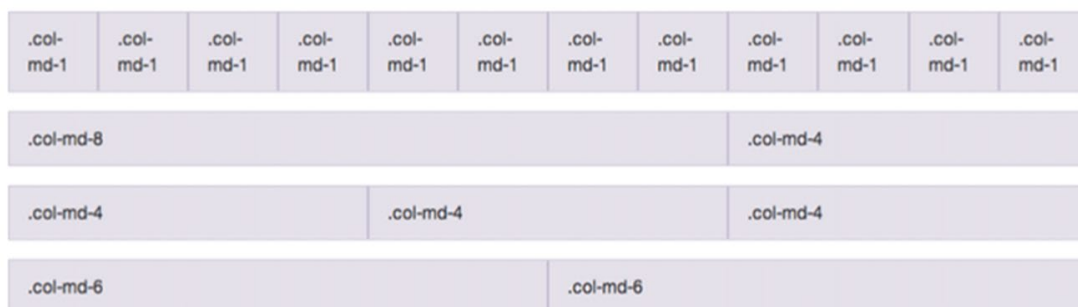 .col- .col- .col- .col- .col- .col- .col- .col- .col- .col- .col- .col-
md-1 md-1 md-1 md-1 md-1 md-1 md-1 md-1 md-1 md-1 md-1 md-1
.col-md-8 .col-md-4
.col-md-4 .col-md-4 .col-md-4
.col-md-6 .col-md-6